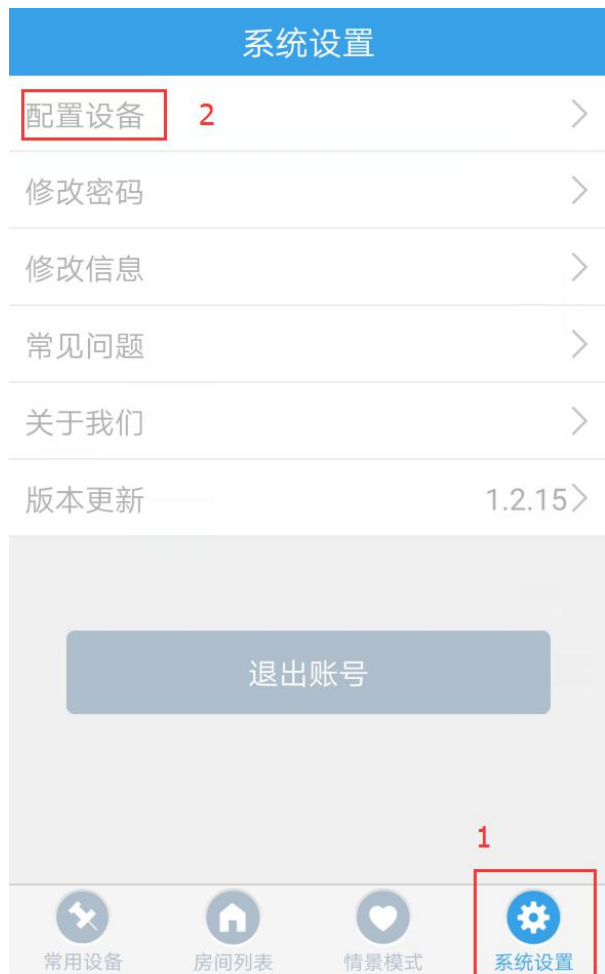 系统设置
配置设备 2
修改密码
修改信息
常见问题
关于我们
版本更新 1.2.15
退出账号
1
常用设备 房间列表 情景模式 系统设置